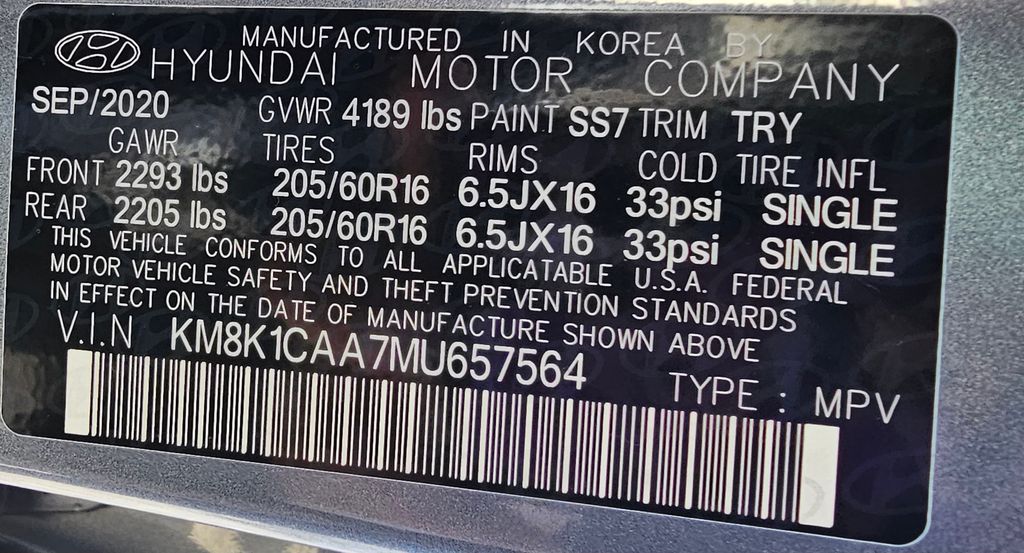 MANUFACTURED IN KOREA BY
HYUNDAI MOTOR COMPANY
SEP/2020 GVWR 4189 lbs PAINT SS7 TRIM TRY
GAWR TIRES RIMS COLD TIRE INFL
FRONT 2293 lbs 205/60R16 6.5JX16 33psi SINGLE
REAR 2205 lbs 205/60R16 6.5JX16 33psi SINGLE
THIS VEHICLE CONFORMS TO ALL APPLICATABLE U.S.A. FEDERAL
MOTOR VEHICLE SAFETY AND THEFT PREVENTION STANDARDS
IN EFFECT ON THE DATE OF MANUFACTURE SHOWN ABOVE
V.I.N KM8K1CAA7MU657564
TYPE : MPV